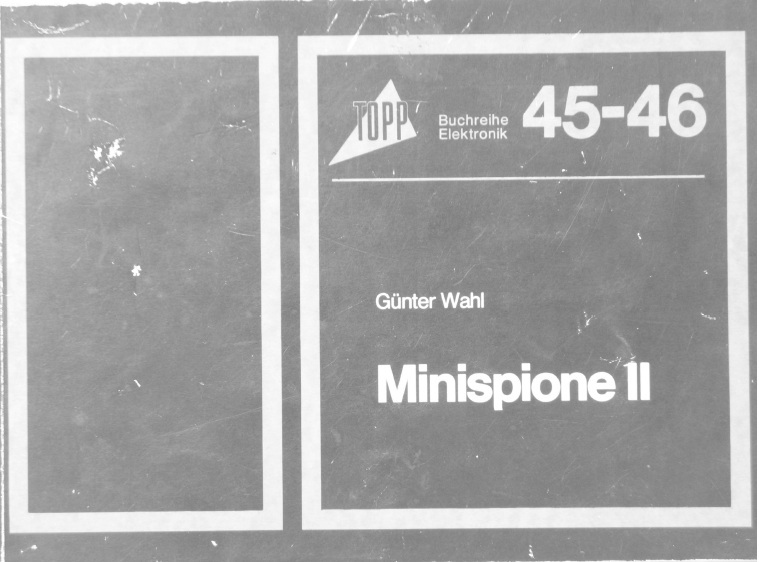 TOPP
Buchreihe
Elektronik
45-46
Günter Wahl
Minispione II